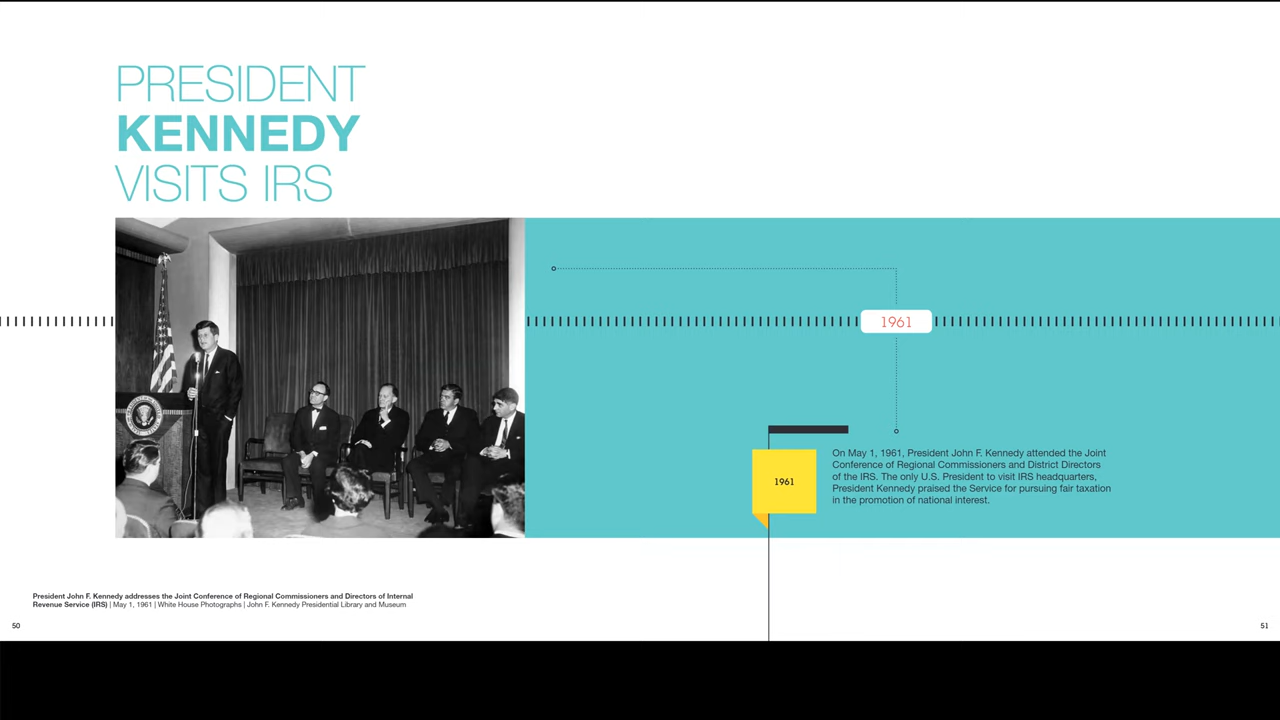 PRESIDENT
KENNEDY
VISITS IRS
1961
1961
On May 1, 1961, President John F. Kennedy attended the Joint
Conference of Regional Commissioners and District Directors
of the IRS. The only U.S. President to visit IRS headquarters,
President Kennedy praised the Service for pursuing fair taxation
in the promotion of national interest.
President John F. Kennedy addresses the Joint Conference of Regional Commissioners and Directors of Internal
Revenue Service (IRS) | May 1, 1961 | White House Photographs | John F. Kennedy Presidential Library and Museum
50
51